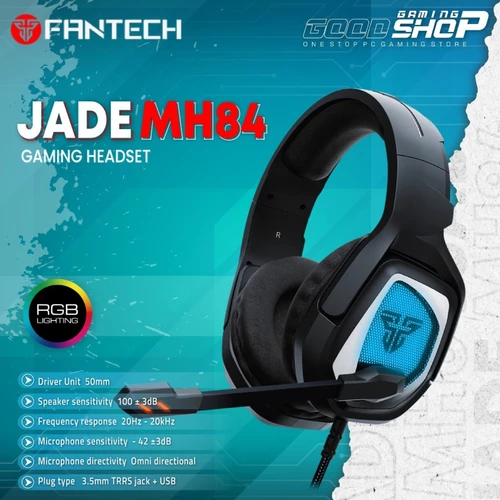 FANTECH
GAMING
GOOD SHOP
ONE STOP PC GAMING STORE
JADE MH84
GAMING HEADSET
R
RGB
LIGHTING
Driver Unit 50mm
Speaker sensitivity 100 ± 3dB
Frequency response 20Hz - 20kHz
Microphone sensitivity - 42 ±3dB
Microphone directivity Omni directional
Plug type 3.5mm TRRS jack + USB